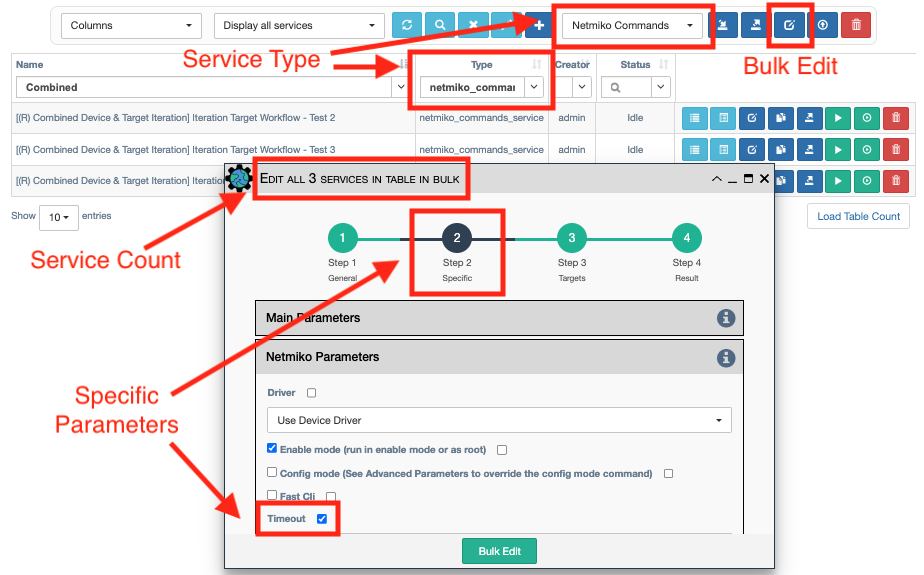 Columns
Display all services
Netmiko Commands
Service Type
Bulk Edit
Name
Type
Creator
Status
Combined
netmiko_commar
[(R) Combined Device & Target Iteration] Iteration Target Workflow - Test 2
netmiko_commands_service
admin
Idle
[(R) Combined Device & Target Iteration] Iteration Target Workflow - Test 3
netmiko_commands_service
admin
Idle
[(R) Combined Device & Target Iteration] Iteration
Show
10
entries
Load Table Count
Edit all 3 services in table in bulk
Service Count
1
2
3
4
Step 1
Step 2
Step 3
Step 4
General
Specific
Targets
Result
Main Parameters
Netmiko Parameters
Specific
Parameters
Driver
Use Device Driver
Enable mode (run in enable mode or as root)
Config mode (See Advanced Parameters to override the config mode command)
Fast Cli
Timeout
Bulk Edit